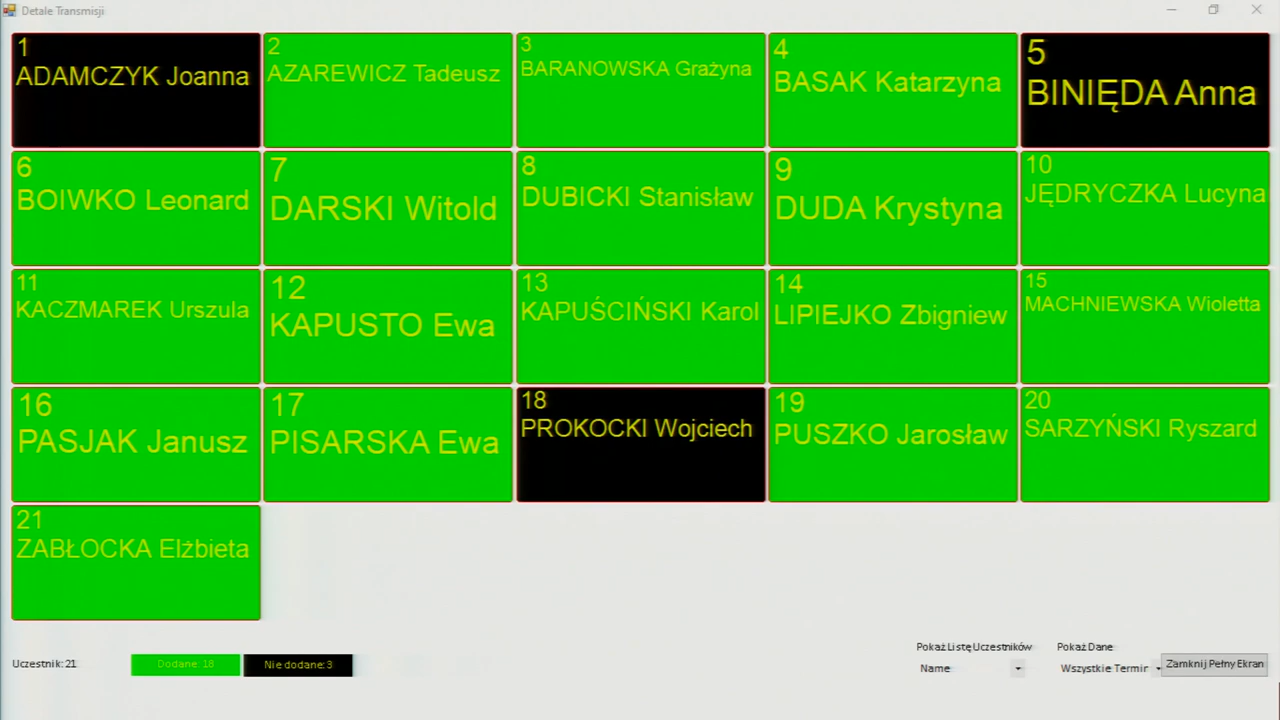 Detale Transmisji
1
ADAMCZYK Joanna
2
AZAREWICZ Tadeusz
3
BARANOWSKA Grażyna
4
BASAK Katarzyna
5
BINIĘDA Anna
6
BOIWKO Leonard
7
DARSKI Witold
8
DUBICKI Stanisław
9
DUDA Krystyna
10
JĘDRYCZKA Lucyna
11
KACZMAREK Urszula
12
KAPUSTO Ewa
13
KAPUŚCIŃSKI Karol
14
LIPIEJKO Zbigniew
15
MACHNIEWSKA Wioletta
16
PASJAK Janusz
17
PISARSKA Ewa
18
PROKOCKI Wojciech
19
PUSZKO Jarosław
20
SARZYŃSKI Ryszard
21
ZABŁOCKA Elżbieta
Uczestnik: 21
Dodane: 18
Nie dodane: 3
Pokaż Listę Uczestników
Name
Pokaż Dane
Wszystkie Termir
Zamknij Pełny Ekran